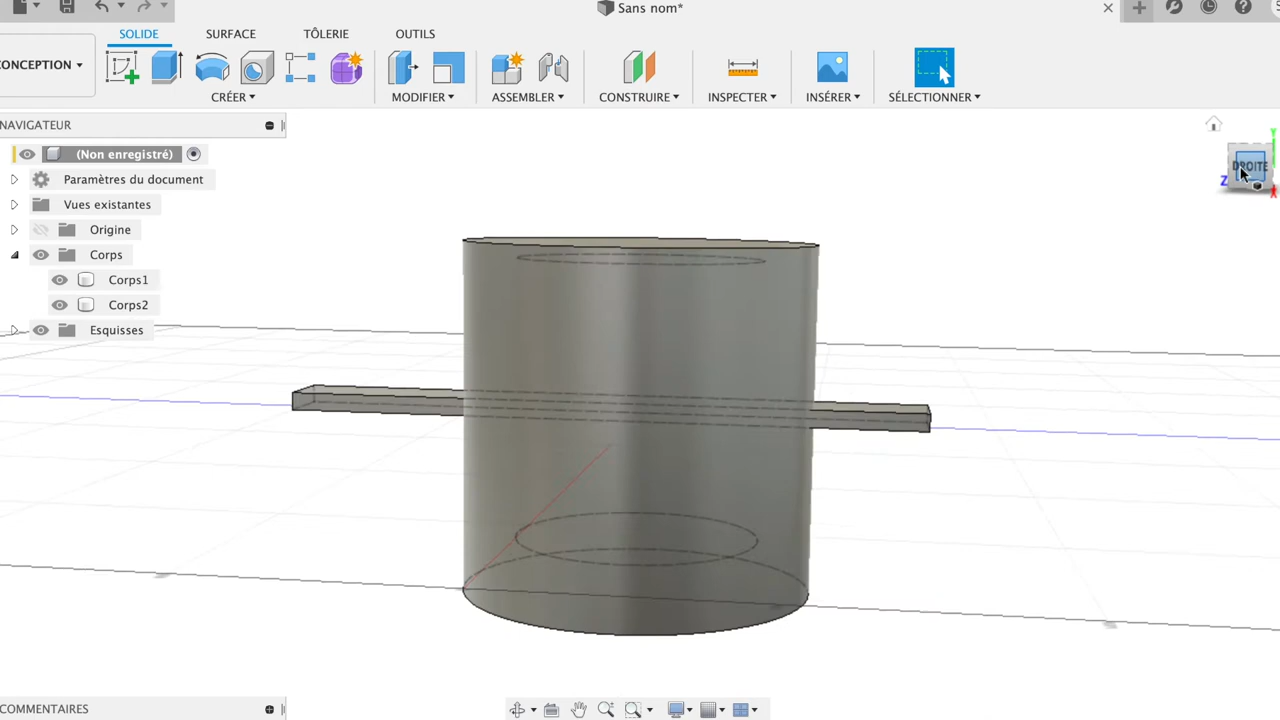 Sans nom*
SOLIDE
SURFACE
TÔLERIE
OUTILS
CONCEPTION
CRÉER
MODIFIER
ASSEMBLER
CONSTRUIRE
INSPECTER
INSÉRER
SÉLECTIONNER
NAVIGATEUR
(Non enregistré)
Paramètres du document
Vues existantes
Origine
Corps
Corps1
Corps2
Esquisses
DROITE
Y
Z
X
COMMENTAIRES